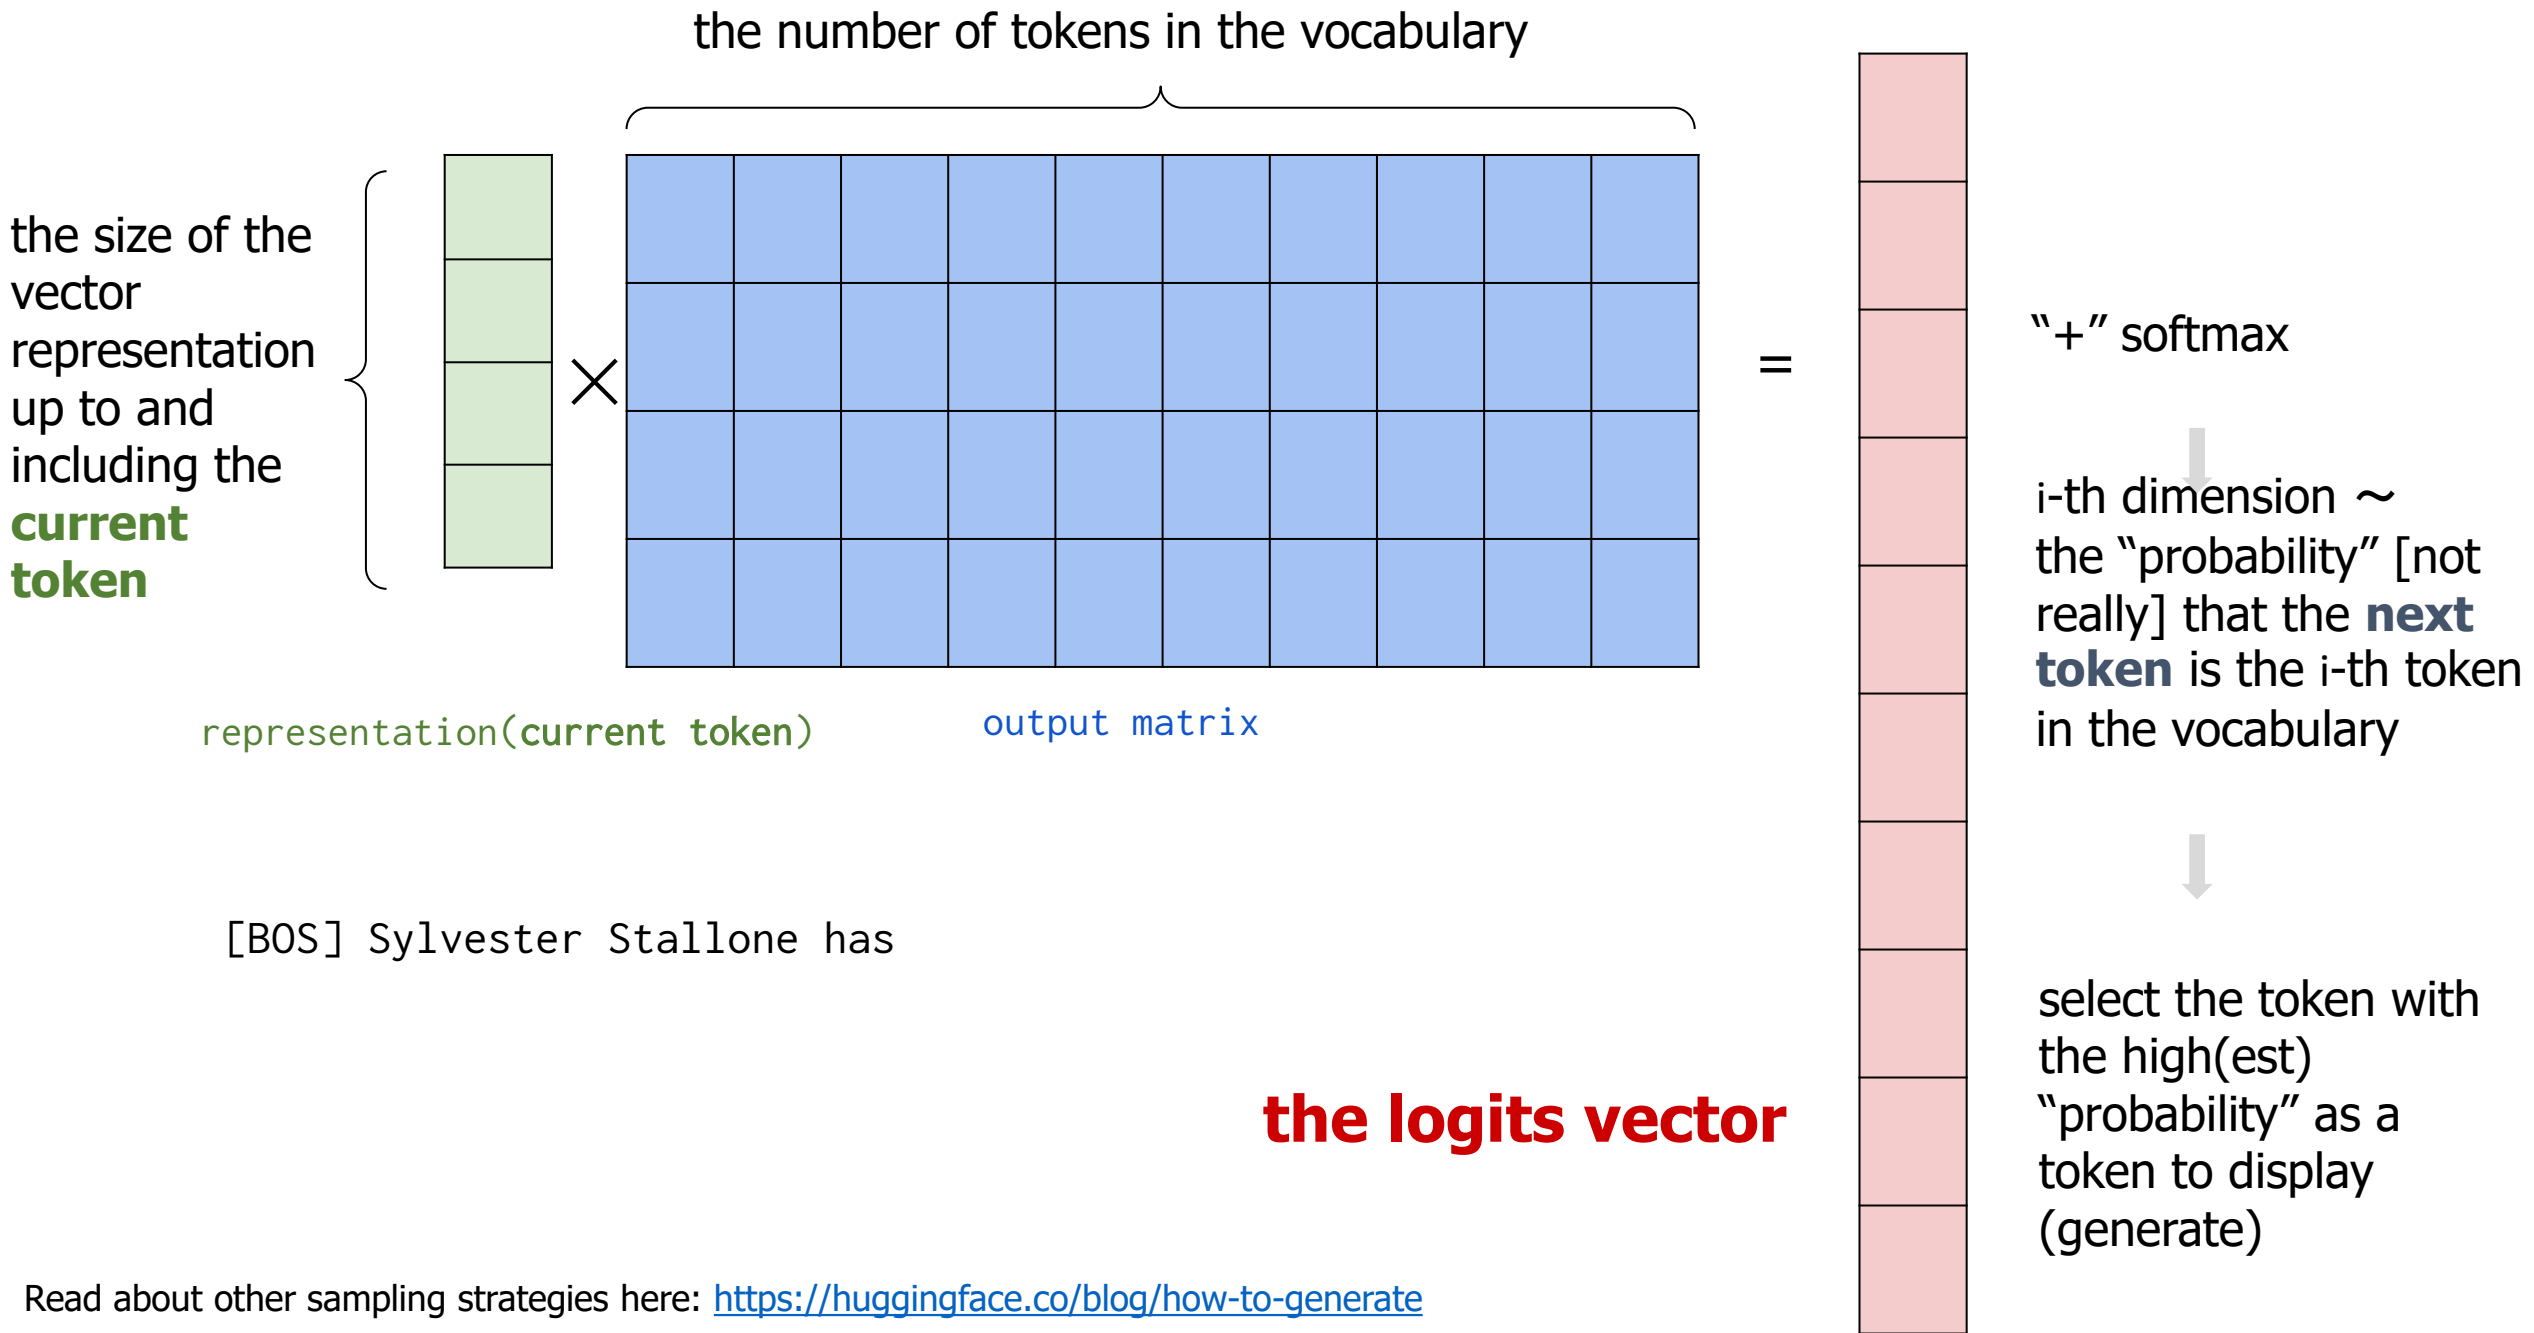 the number of tokens in the vocabulary
the size of the
vector
representation
up to and
including the
current
token
×
=
“+” softmax
i-th dimension ～
the “probability” [not
really] that the next
token is the i-th token
in the vocabulary
representation(current token)
output matrix
[BOS] Sylvester Stallone has
the logits vector
select the token with
the high(est)
“probability” as a
token to display
(generate)
Read about other sampling strategies here: https://huggingface.co/blog/how-to-generate